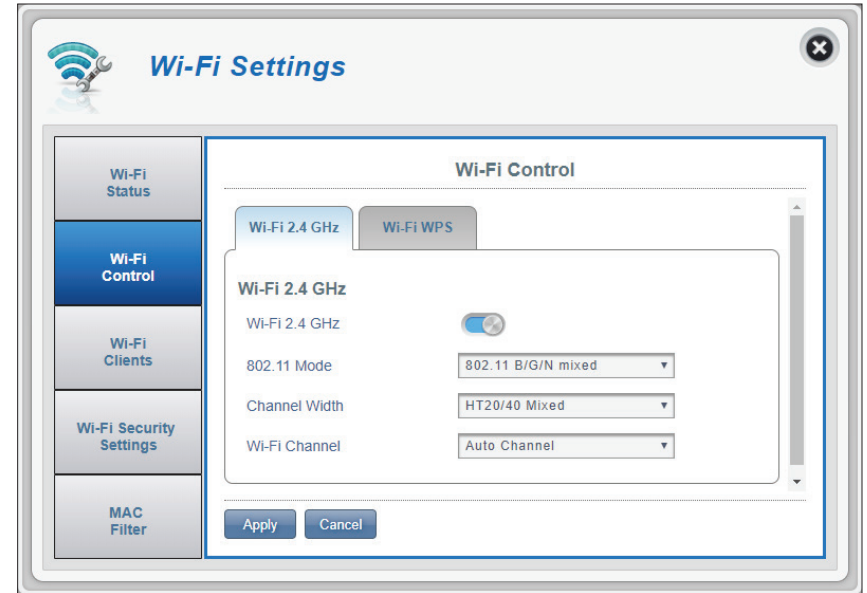 Wi-Fi Settings
Wi-Fi
Status
Wi-Fi
Control
Wi-Fi
Clients
Wi-Fi Security
Settings
MAC
Filter
Wi-Fi Control
Wi-Fi 2.4 GHz
Wi-Fi WPS
Wi-Fi 2.4 GHz
Wi-Fi 2.4 GHz
802.11 Mode
802.11 B/G/N mixed
Channel Width
HT20/40 Mixed
Wi-Fi Channel
Auto Channel
Apply
Cancel